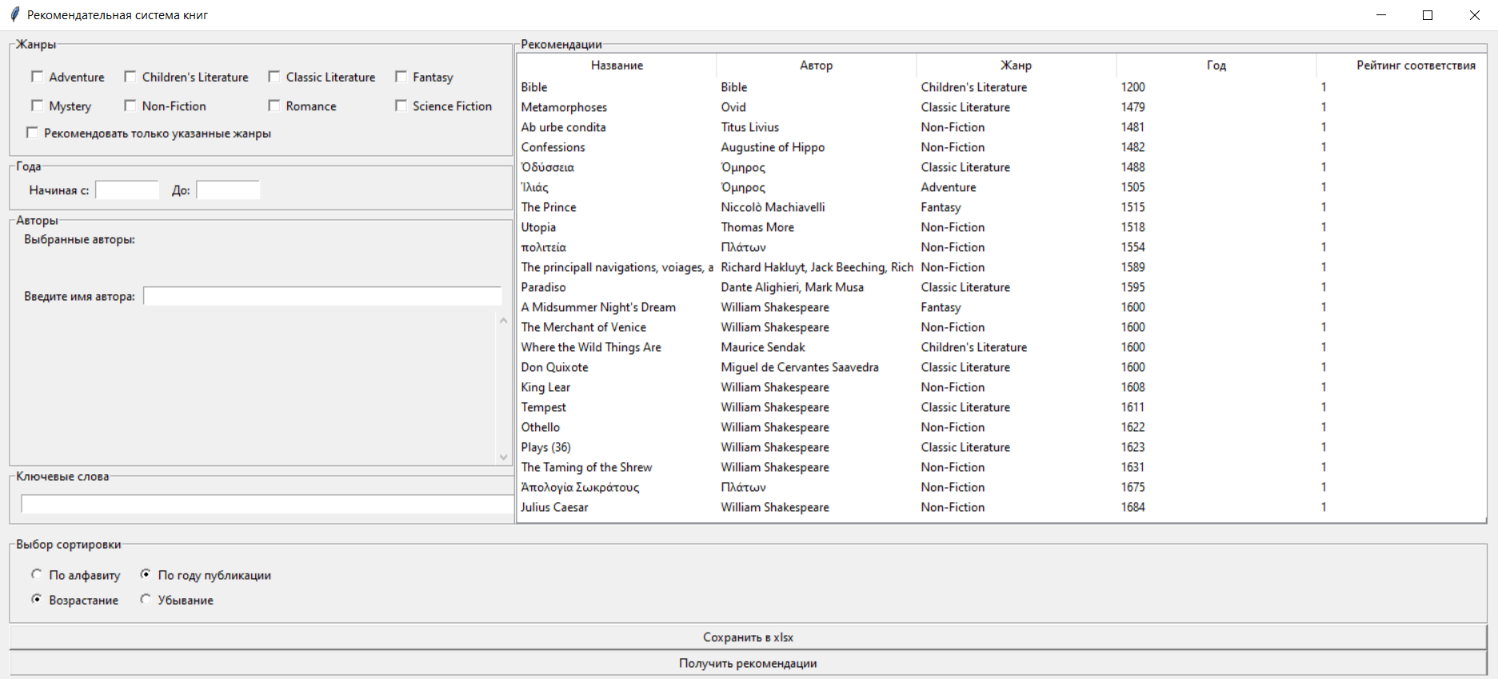 Рекомендательная система книг
Жанры
Adventure Children's Literature Classic Literature Fantasy
Mystery Non-Fiction Romance Science Fiction
Рекомендовать только указанные жанры
Года
Начиная с: До:
Авторы
Выбранные авторы:
Введите имя автора:
Ключевые слова
Рекомендации
Название Автор Жанр Год Рейтинг соответствия
Bible Bible Children's Literature 1200 1
Metamorphoses Ovid Classic Literature 1479 1
Ab urbe condita Titus Livius Non-Fiction 1481 1
Confessions Augustine of Hippo Non-Fiction 1482 1
Ὀδύσσεια Ὅμηρος Classic Literature 1488 1
Ἰλιάς Ὅμηρος Adventure 1505 1
The Prince Niccolò Machiavelli Fantasy 1515 1
Utopia Thomas More Non-Fiction 1518 1
πολιτεία Πλάτων Non-Fiction 1554 1
The principall navigations, voiages, a Richard Hakluyt, Jack Beeching, Rich Non-Fiction 1589 1
Paradiso Dante Alighieri, Mark Musa Classic Literature 1595 1
A Midsummer Night's Dream William Shakespeare Fantasy 1600 1
The Merchant of Venice William Shakespeare Non-Fiction 1600 1
Where the Wild Things Are Maurice Sendak Children's Literature 1600 1
Don Quixote Miguel de Cervantes Saavedra Classic Literature 1600 1
King Lear William Shakespeare Non-Fiction 1608 1
Tempest William Shakespeare Classic Literature 1611 1
Othello William Shakespeare Non-Fiction 1622 1
Plays (36) William Shakespeare Classic Literature 1623 1
The Taming of the Shrew William Shakespeare Non-Fiction 1631 1
Ἀπολογία Σωκράτους Πλάτων Non-Fiction 1675 1
Julius Caesar William Shakespeare Non-Fiction 1684 1
Выбор сортировки
По алфавиту По году публикации
Возрастание Убывание
Сохранить в xlsx
Получить рекомендации